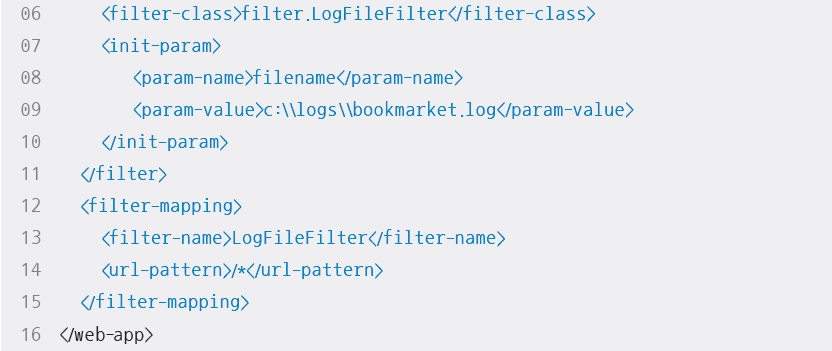 06 <filter-class>filter.LogFileFilter</filter-class>
07 <init-param>
08 <param-name>filename</param-name>
09 <param-value>c:\\logs\\bookmarket.log</param-value>
10 </init-param>
11 </filter>
12 <filter-mapping>
13 <filter-name>LogFileFilter</filter-name>
14 <url-pattern>/*</url-pattern>
15 </filter-mapping>
16 </web-app>